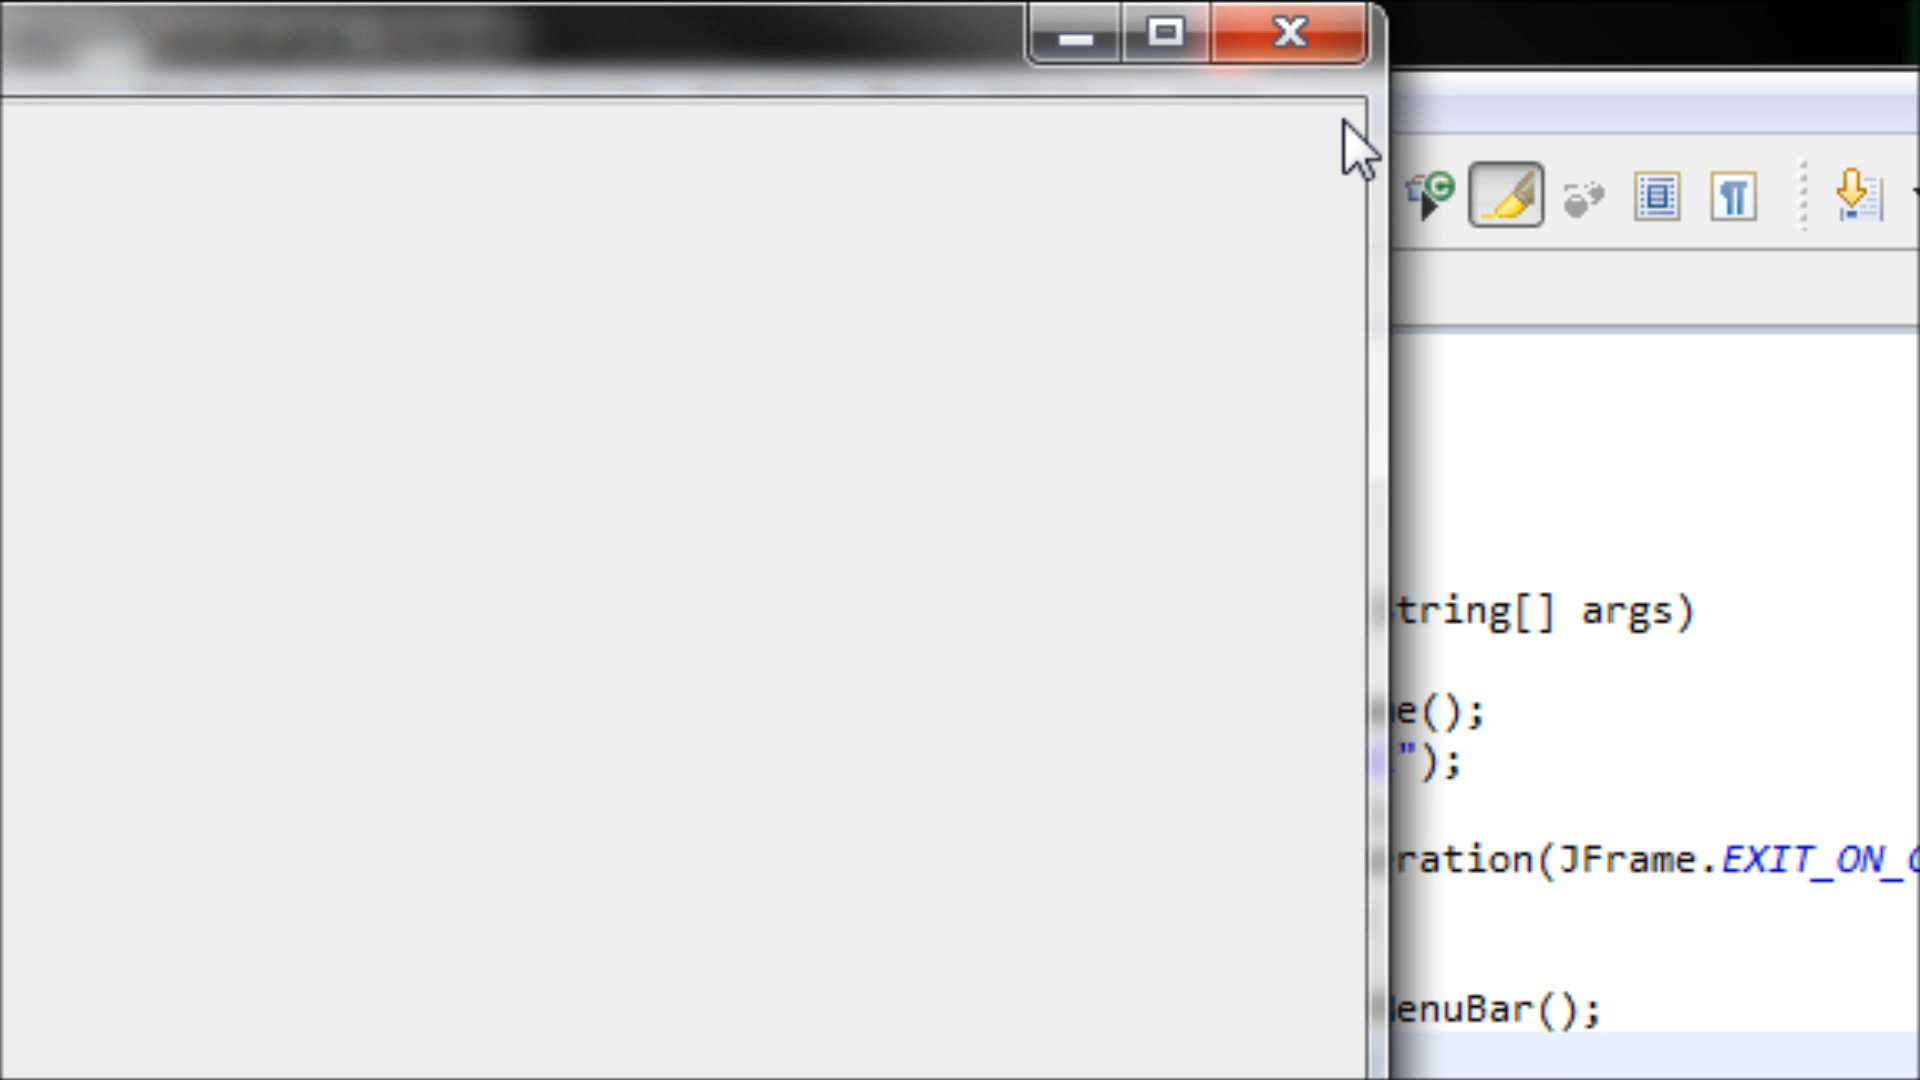 tring[] args)
e();
");
ration(JFrame.EXIT_ON_
enuBar();